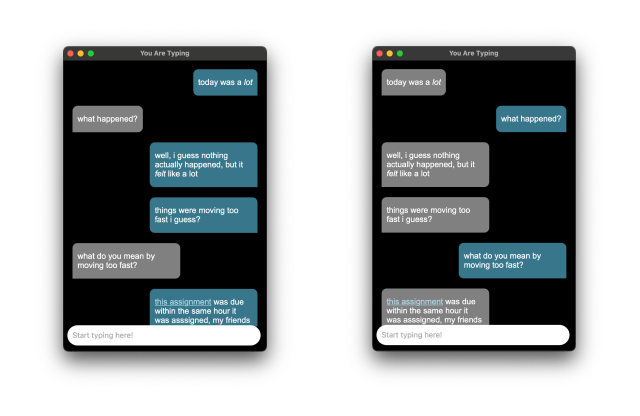 You Are Typing
today was a lot
what happened?
well, i guess nothing
actually happened, but it
felt like a lot
things were moving too
fast i guess?
what do you mean by
moving too fast?
this assignment was due
within the same hour it
was asssigned, my friends
Start typing here!
You Are Typing
today was a lot
what happened?
well, i guess nothing
actually happened, but it
felt like a lot
things were moving too
fast i guess?
what do you mean by
moving too fast?
this assignment was due
within the same hour it
was asssigned, my friends
Start typing here!